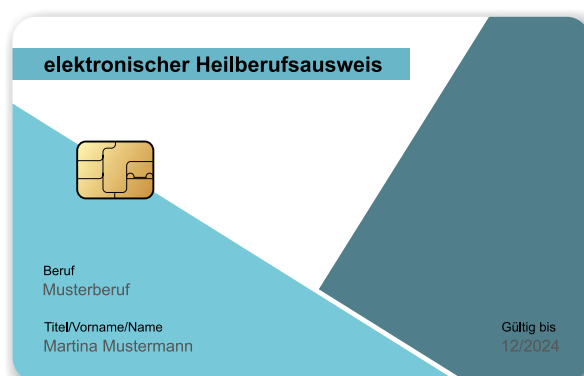 elektronischer Heilberufsausweis
Beruf
Musterberuf
Titel/Vorname/Name
Martina Mustermann
Gültig bis
12/2024